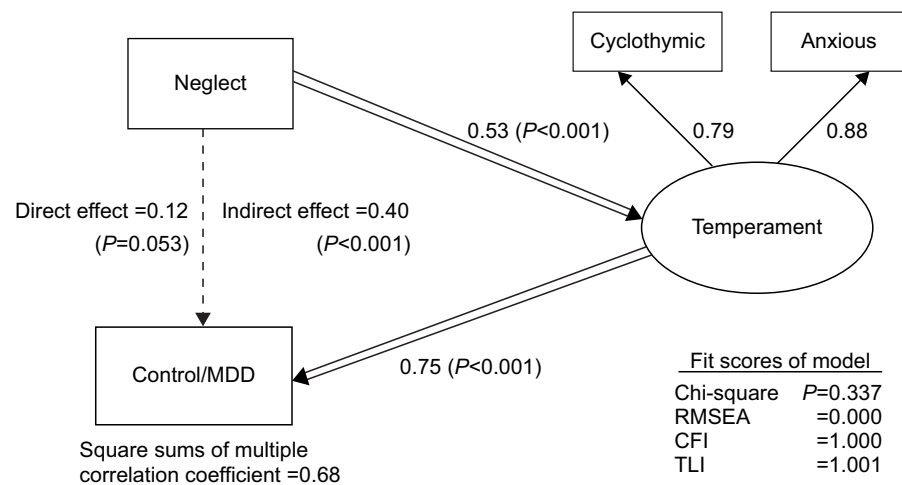 Cyclothymic
Anxious
Neglect
0.53 (P<0.001)
0.79
0.88
Direct effect =0.12
(P=0.053)
Indirect effect =0.40
(P<0.001)
Temperament
Control/MDD
0.75 (P<0.001)
Square sums of multiple
correlation coefficient =0.68
Fit scores of model
Chi-square P=0.337
RMSEA =0.000
CFI =1.000
TLI =1.001